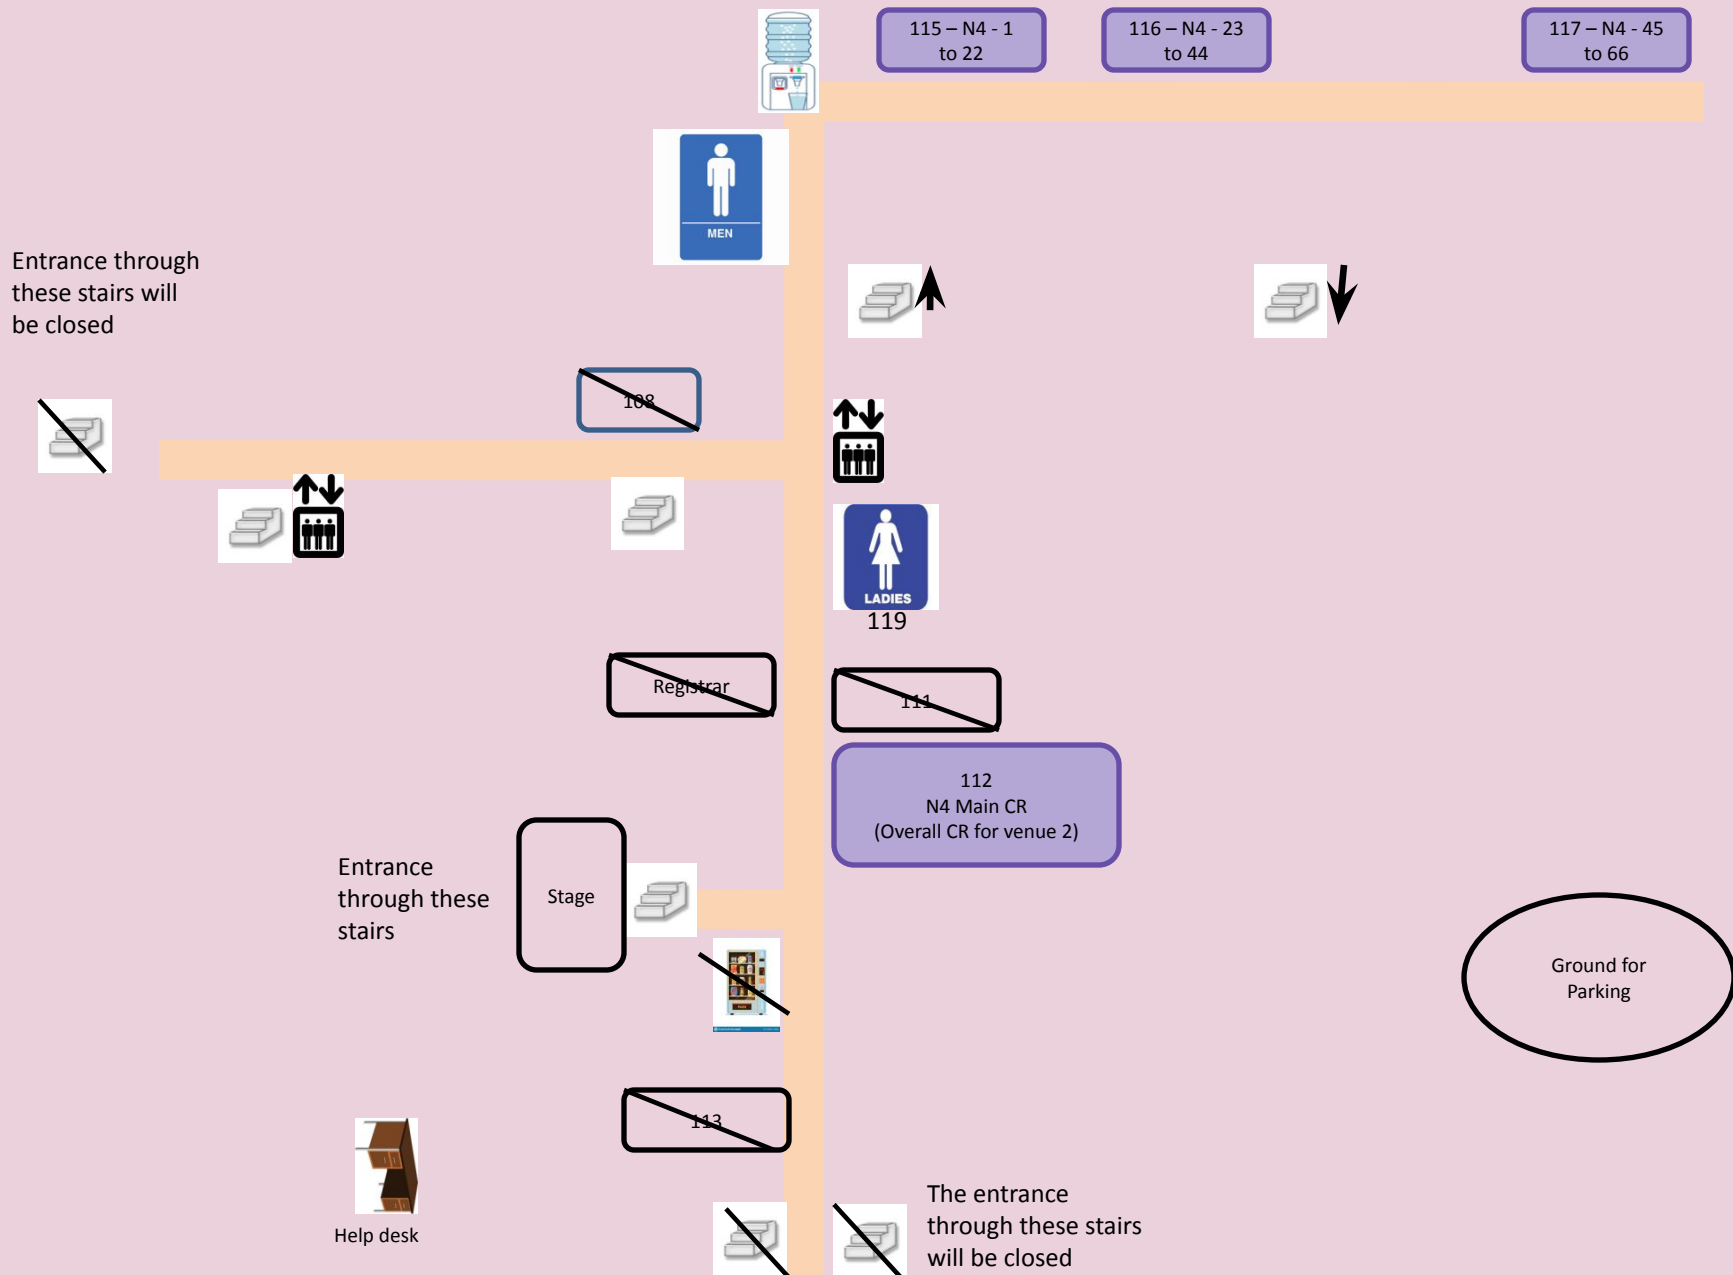 115 – N4 - 1
to 22
116 – N4 - 23
to 44
117 – N4 - 45
to 66
MEN
Entrance through
these stairs will
be closed
108
LADIES
119
Registrar
111
112
N4 Main CR
(Overall CR for venue 2)
Entrance
through these
stairs
Stage
Ground for
Parking
113
Help desk
The entrance
through these stairs
will be closed